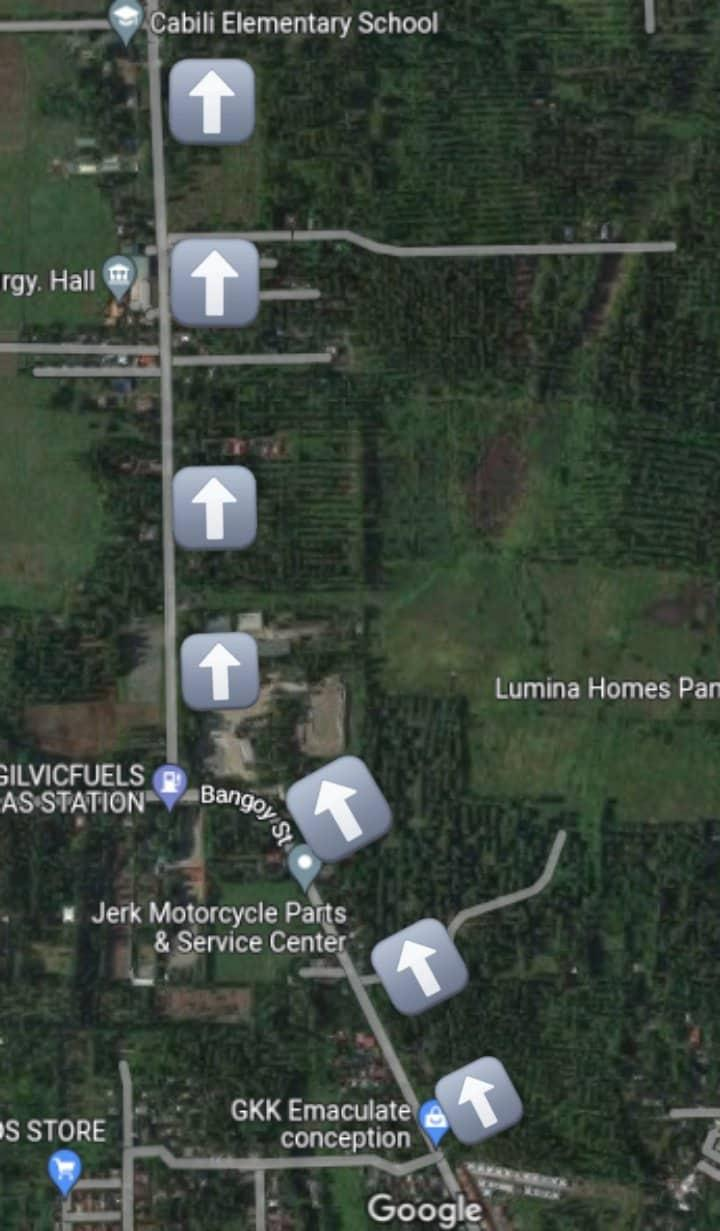 Cabili Elementary School
rgy. Hall
Lumina Homes Pan
GILVICFUELS
AS STATION
Bangoy St
Jerk Motorcycle Parts
& Service Center
GKK Emaculate
conception
OS STORE
Google